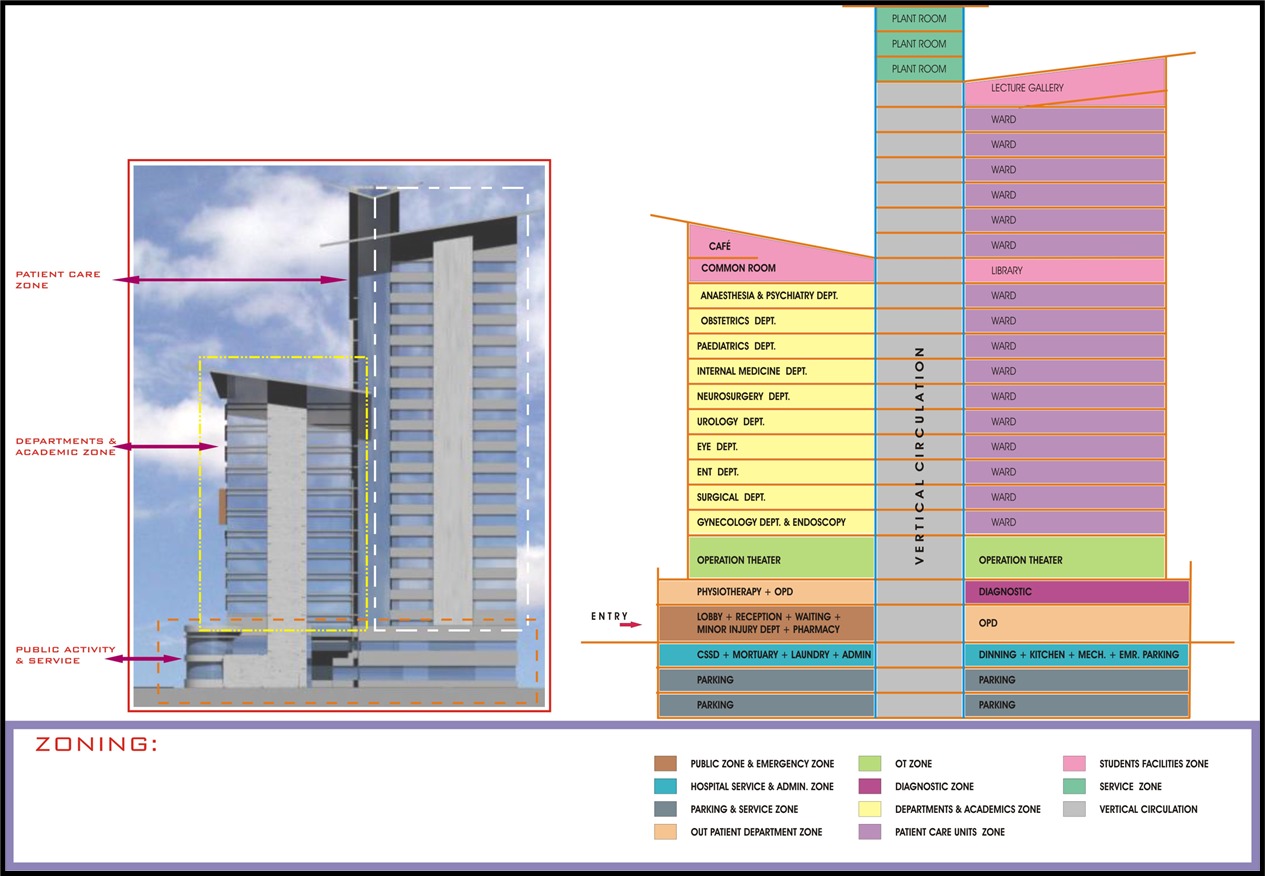 PATIENT CARE
ZONE
DEPARTMENTS &
ACADEMIC ZONE
PUBLIC ACTIVITY
& SERVICE
PLANT ROOM
PLANT ROOM
PLANT ROOM
LECTURE GALLERY
WARD
WARD
WARD
WARD
WARD
WARD
LIBRARY
WARD
WARD
WARD
WARD
WARD
WARD
WARD
WARD
WARD
WARD
CAFÉ
COMMON ROOM
ANAESTHESIA & PSYCHIATRY DEPT.
OBSTETRICS DEPT.
PAEDIATRICS DEPT.
INTERNAL MEDICINE DEPT.
NEUROSURGERY DEPT.
UROLOGY DEPT.
EYE DEPT.
ENT DEPT.
SURGICAL DEPT.
GYNECOLOGY DEPT. & ENDOSCOPY
VERTICAL CIRCULATION
OPERATION THEATER
OPERATION THEATER
PHYSIOTHERAPY + OPD
DIAGNOSTIC
ENTRY
LOBBY + RECEPTION + WAITING +
MINOR INJURY DEPT + PHARMACY
OPD
CSSD + MORTUARY + LAUNDRY + ADMIN
DINNING + KITCHEN + MECH. + EMR. PARKING
PARKING
PARKING
PARKING
PARKING
ZONING:
PUBLIC ZONE & EMERGENCY ZONE
HOSPITAL SERVICE & ADMIN. ZONE
PARKING & SERVICE ZONE
OUT PATIENT DEPARTMENT ZONE
OT ZONE
DIAGNOSTIC ZONE
DEPARTMENTS & ACADEMICS ZONE
PATIENT CARE UNITS ZONE
STUDENTS FACILITIES ZONE
SERVICE ZONE
VERTICAL CIRCULATION